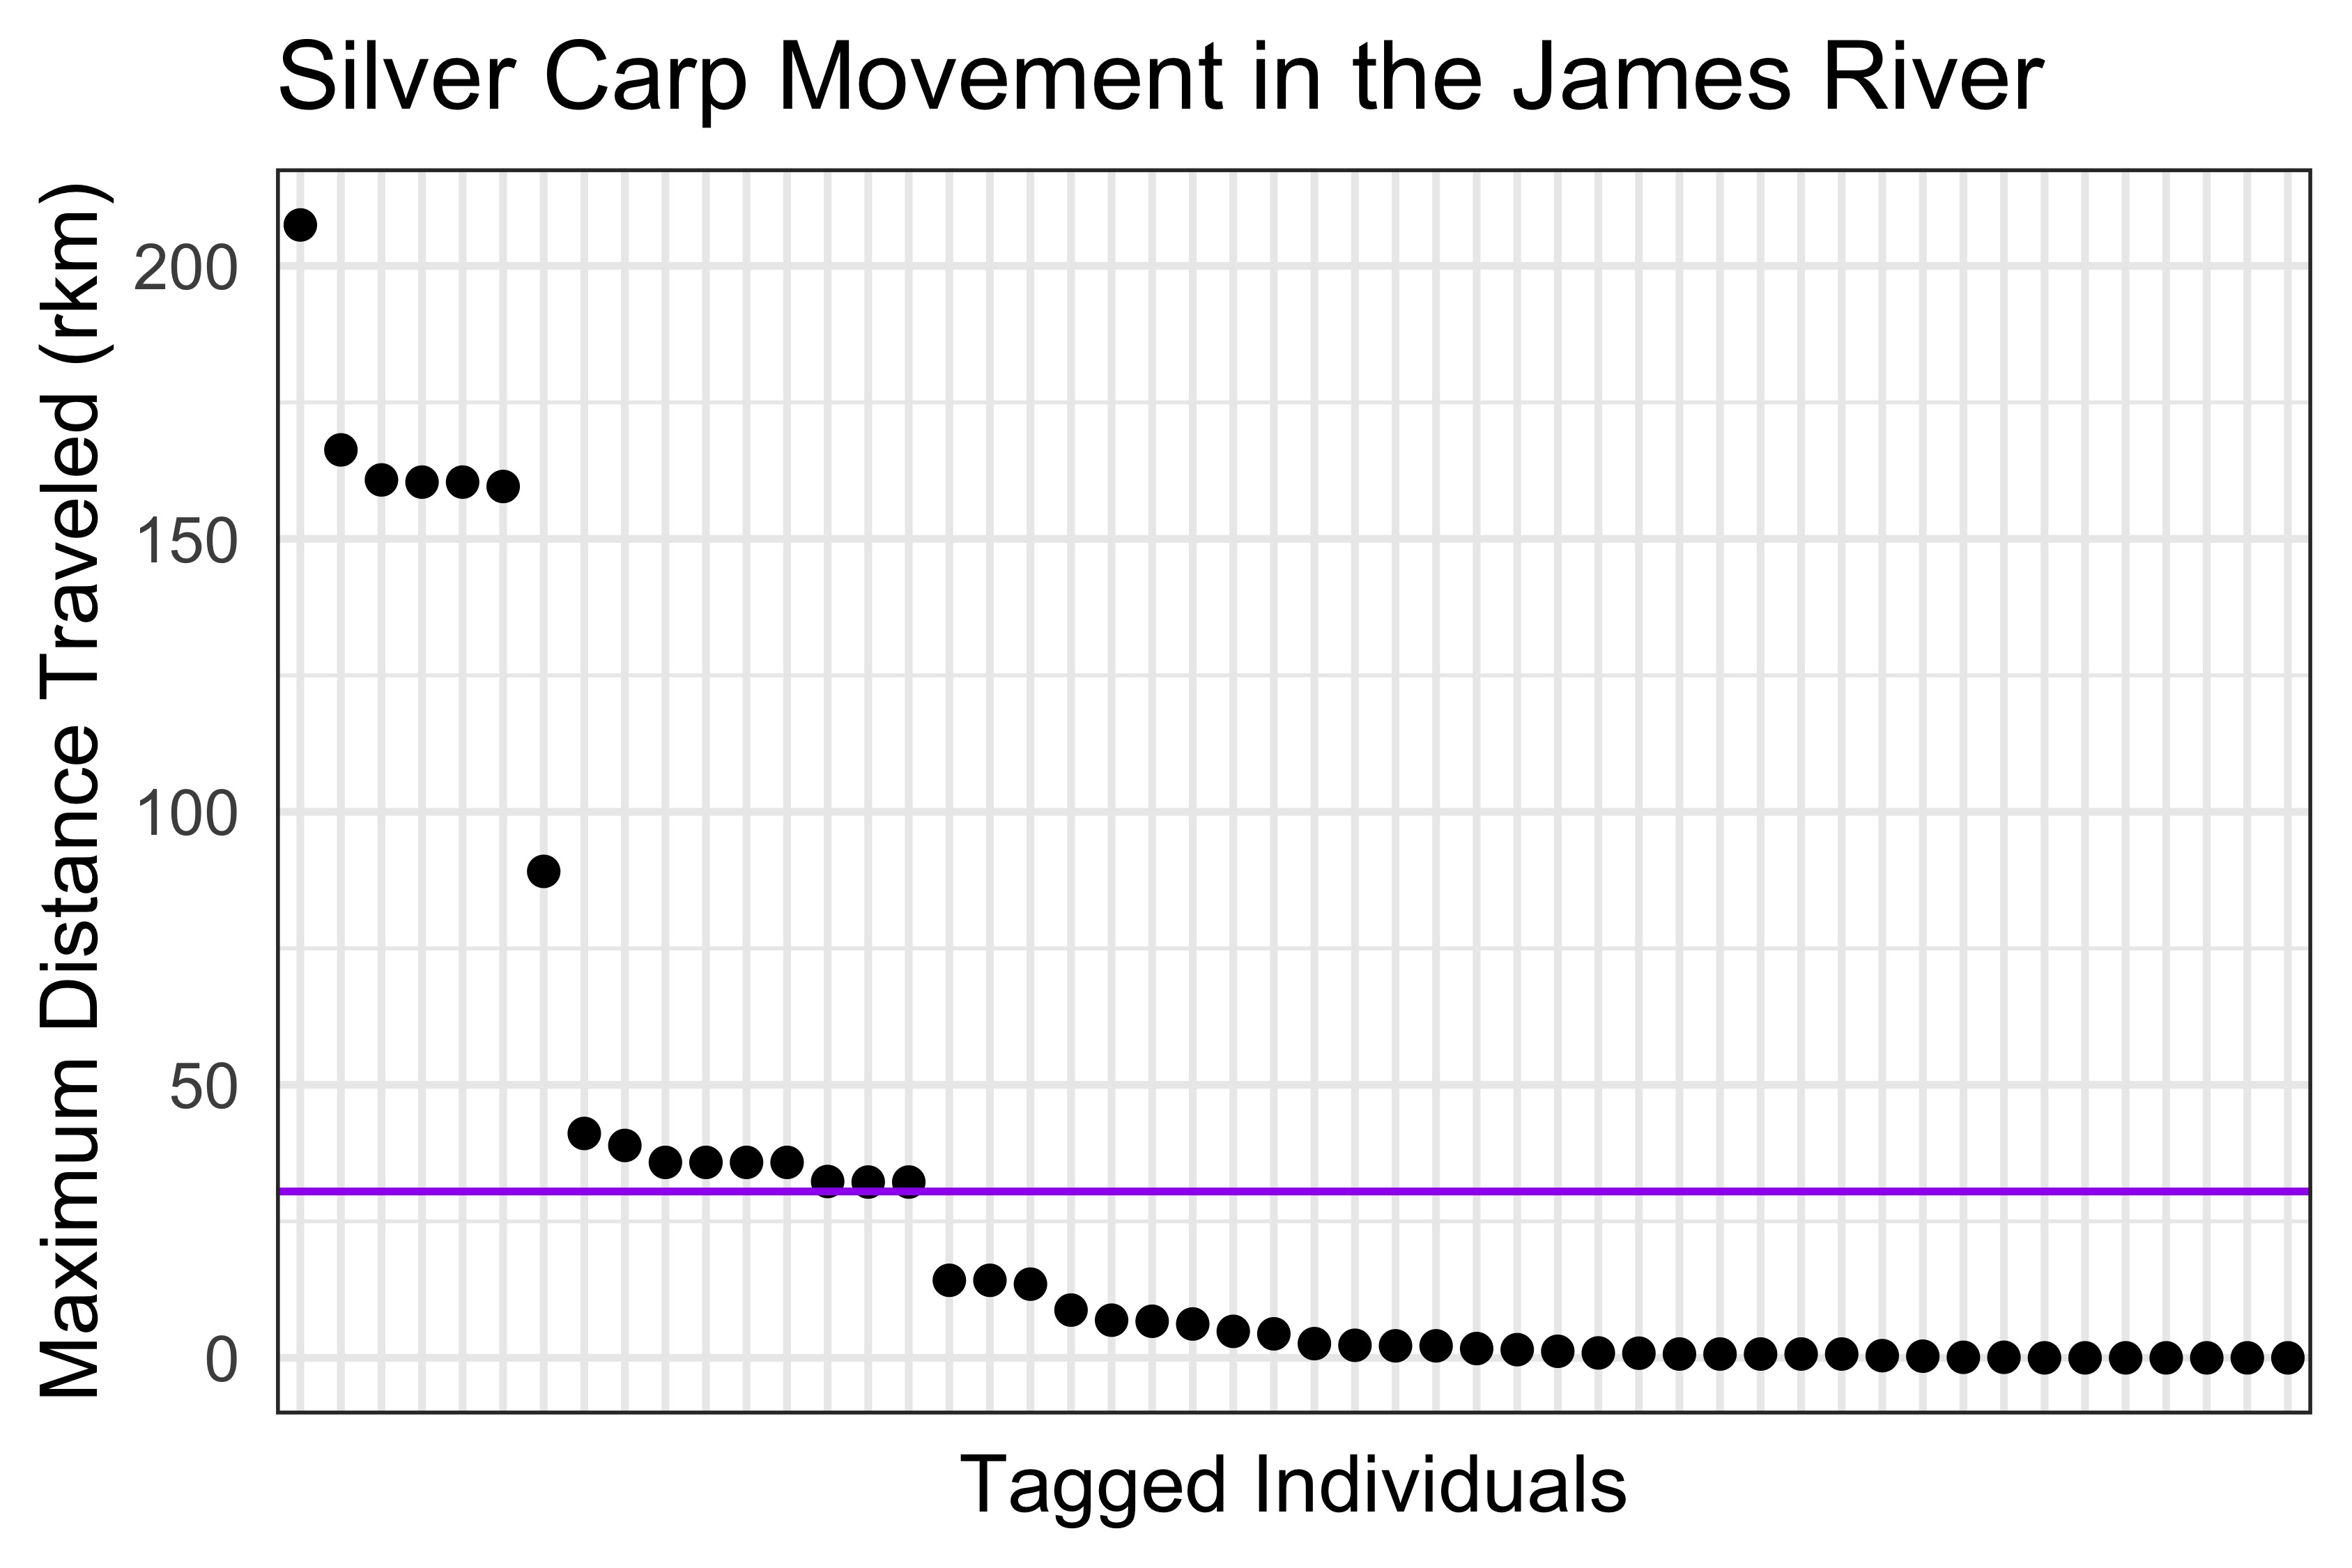 Silver Carp Movement in the James River
Maximum Distance Traveled (rkm)
200
150
100
50
0
Tagged Individuals